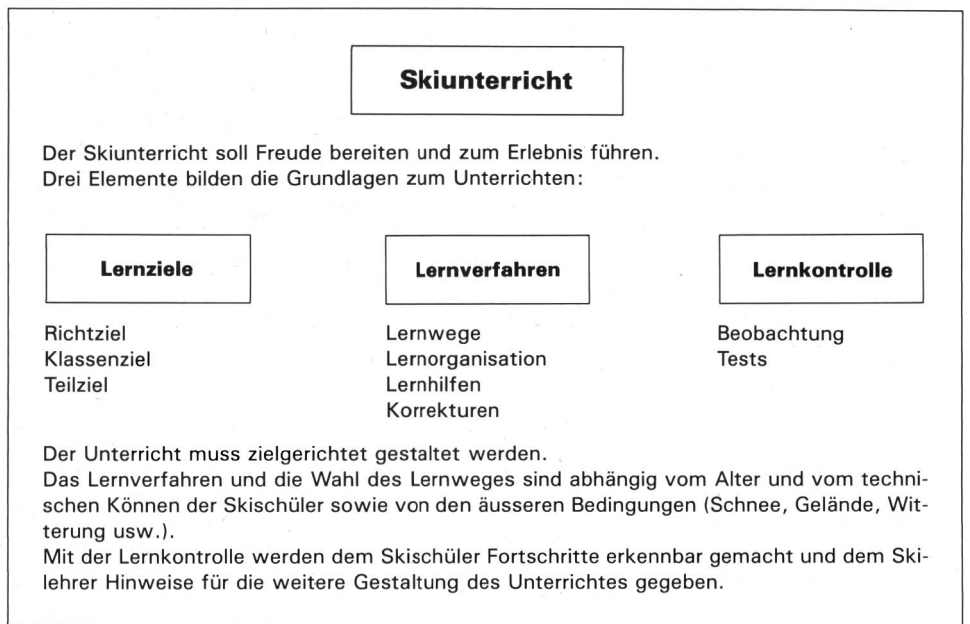 Skiunterricht
Der Skiunterricht soll Freude bereiten und zum Erlebnis führen.
Drei Elemente bilden die Grundlagen zum Unterrichten:
Lernziele
Richtziel
Klassenziel
Teilziel
Lernverfahren
Lernwege
Lernorganisation
Lernhilfen
Korrekturen
Lernkontrolle
Beobachtung
Tests
Der Unterricht muss zielgerichtet gestaltet werden.
Das Lernverfahren und die Wahl des Lernweges sind abhängig vom Alter und vom techni-
schen Können der Skischüler sowie von den äusseren Bedingungen (Schnee, Gelände, Wit-
terung usw.).
Mit der Lernkontrolle werden dem Skischüler Fortschritte erkennbar gemacht und dem Ski-
lehrer Hinweise für die weitere Gestaltung des Unterrichtes gegeben.